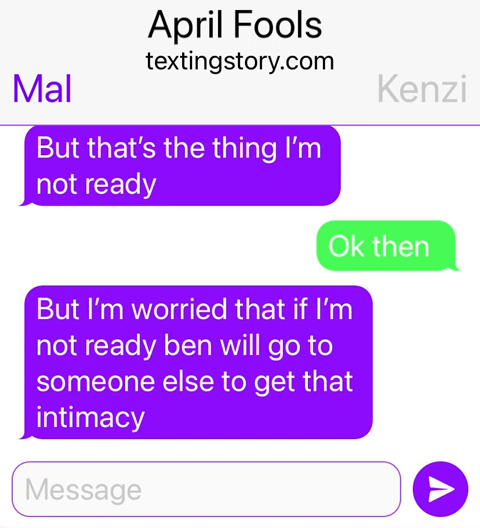 April Fools
textingstory.com
Mal Kenzi
But that’s the thing I’m
not ready
Ok then
But I’m worried that if I’m
not ready ben will go to
someone else to get that
intimacy
Message